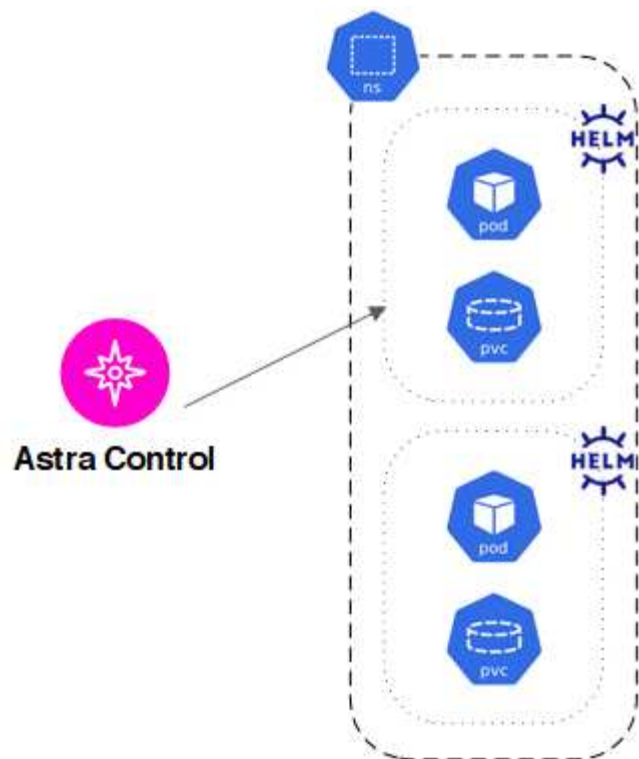 ns
HELM
pod
pvc
Astra Control
HELM
pod
pvc